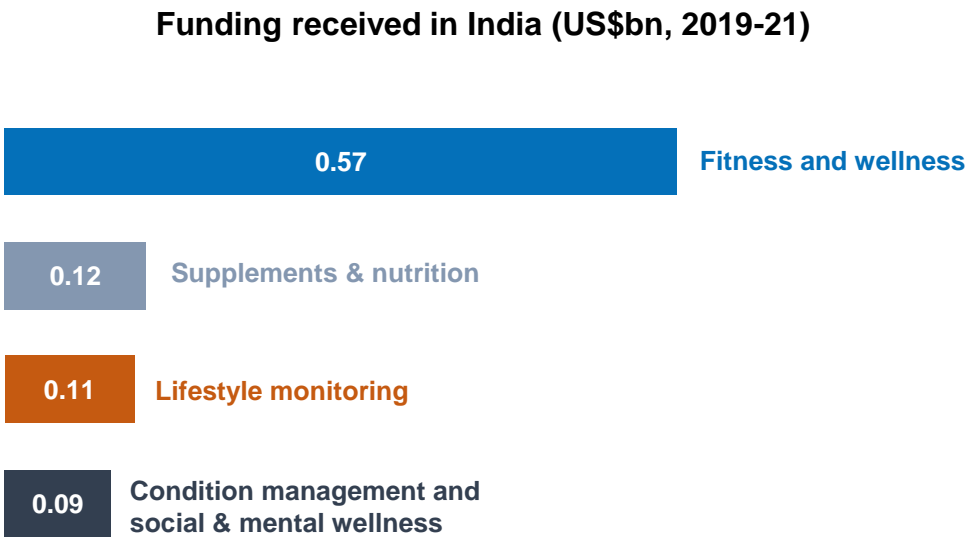 Funding received in India (US$bn, 2019-21)
0.57
Fitness and wellness
0.12
Supplements & nutrition
0.11
Lifestyle monitoring
0.09
Condition management and
social & mental wellness